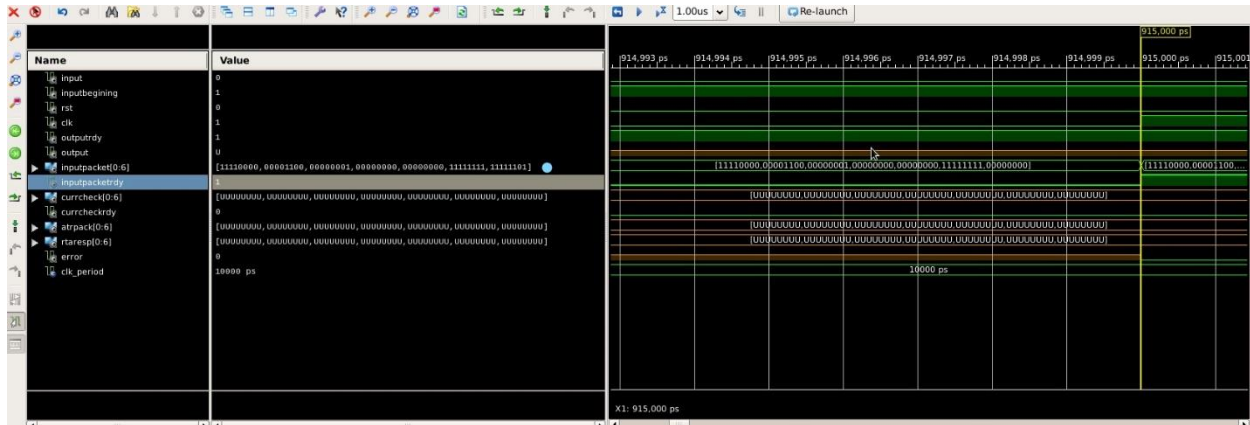 1.00us
Re-launch
915,000 ps
Name Value
914,993 ps 914,994 ps 914,995 ps 914,996 ps 914,997 ps 914,998 ps 914,999 ps 915,000 ps 915,001
input 0
inputbegining 1
rst 0
clk 1
outputrdy 1
output U
inputpacket[0:6] [11110000,00001100,00000001,00000000,00000000,11111111,11111101] [11110000,00001100,00000001,00000000,00000000,11111111,00000000] [11110000,00001100,...
inputpacketrdy 1
currcheck[0:6] [UUUUUUUU,UUUUUUUU,UUUUUUUU,UUUUUUUU,UUUUUUUU,UUUUUUUU,UUUUUUUU] [UUUUUUUU,UUUUUUUU,UUUUUUUU,UUUUUUUU,UUUUUUUU,UUUUUUUU,UUUUUUUU]
currcheckrdy 0
atrpack[0:6] [UUUUUUUU,UUUUUUUU,UUUUUUUU,UUUUUUUU,UUUUUUUU,UUUUUUUU,UUUUUUUU] [UUUUUUUU,UUUUUUUU,UUUUUUUU,UUUUUUUU,UUUUUUUU,UUUUUUUU,UUUUUUUU]
rtaresp[0:6] [UUUUUUUU,UUUUUUUU,UUUUUUUU,UUUUUUUU,UUUUUUUU,UUUUUUUU,UUUUUUUU] [UUUUUUUU,UUUUUUUU,UUUUUUUU,UUUUUUUU,UUUUUUUU,UUUUUUUU,UUUUUUUU]
error 0
clk_period 10000 ps 10000 ps
X1: 915,000 ps